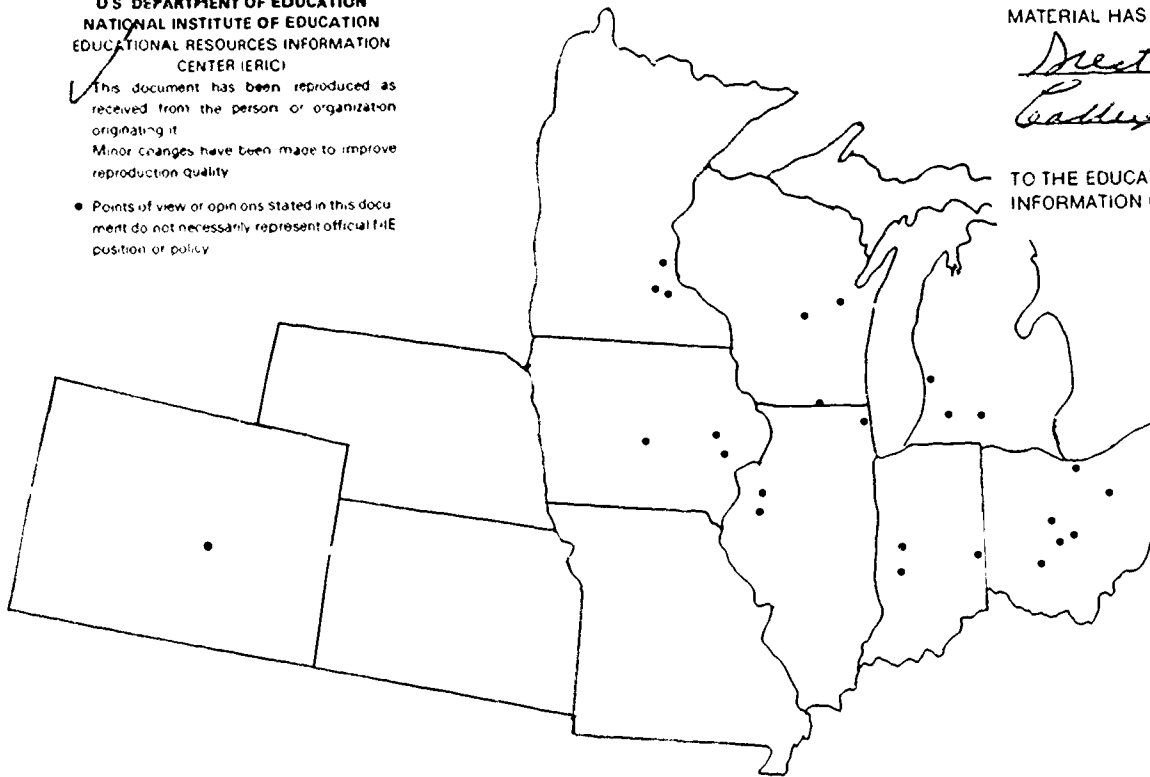 U S DEPARTMENT OF EDUCATION
NATIONAL INSTITUTE OF EDUCATION
EDUCATIONAL RESOURCES INFORMATION
CENTER (ERIC)
This document has been reproduced as
received from the person or organization
originating it
Minor changes have been made to improve
reproduction quality
• Points of view or opinions stated in this docu
ment do not necessarily represent official NIE
position or policy
MATERIAL HAS
TO THE EDUCA
INFORMATION